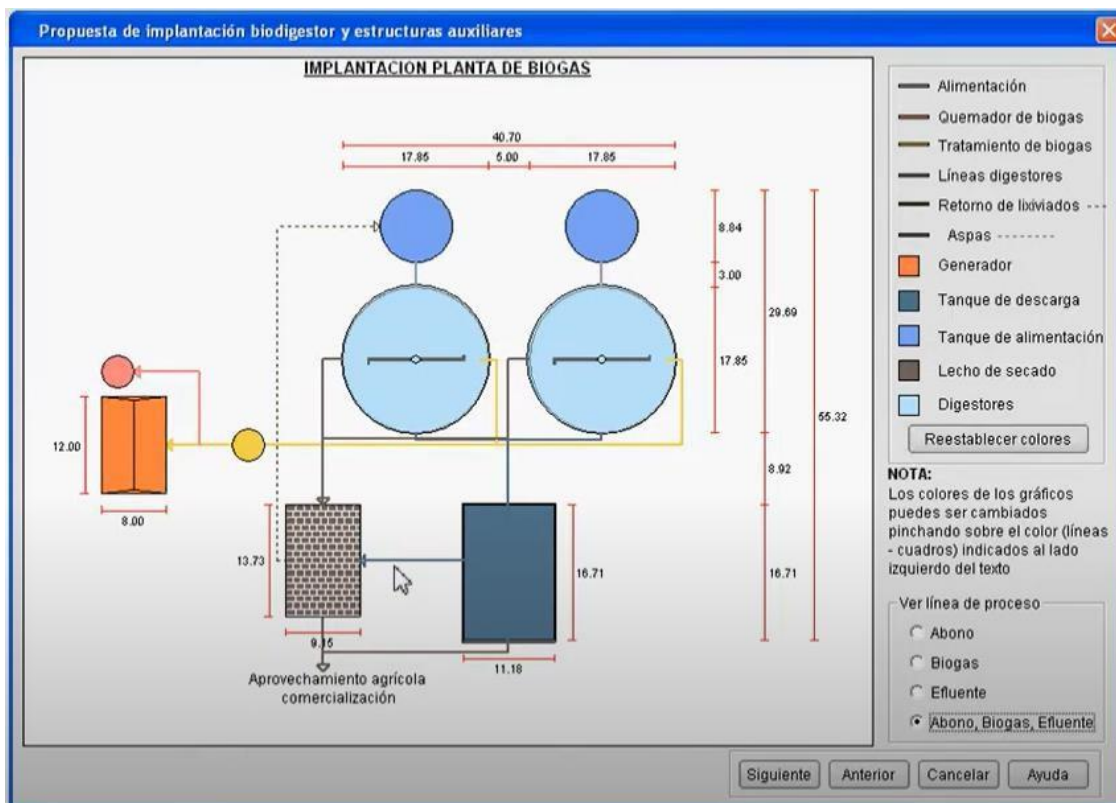 Propuesta de implantación biodigestor y estructuras auxiliares
IMPLANTACION PLANTA DE BIOGAS
40.70
17.85
5.00
17.85
8.84
3.00
29.69
17.85
55.32
12.00
8.92
8.00
13.73
16.71
16.71
9.15
11.18
Aprovechamiento agrícola
comercialización
Alimentación
Quemador de biogas
Tratamiento de biogas
Líneas digestores
Retorno de lixiviados
Aspas
Generador
Tanque de descarga
Tanque de alimentación
Lecho de secado
Digestores
Reestablecer colores
NOTA:
Los colores de los gráficos
puedes ser cambiados
pinchando sobre el color (líneas
- cuadros) indicados al lado
izquierdo del texto
Ver línea de proceso
Abono
Biogas
Efluente
Abono, Biogas, Efluente
Siguiente
Anterior
Cancelar
Ayuda